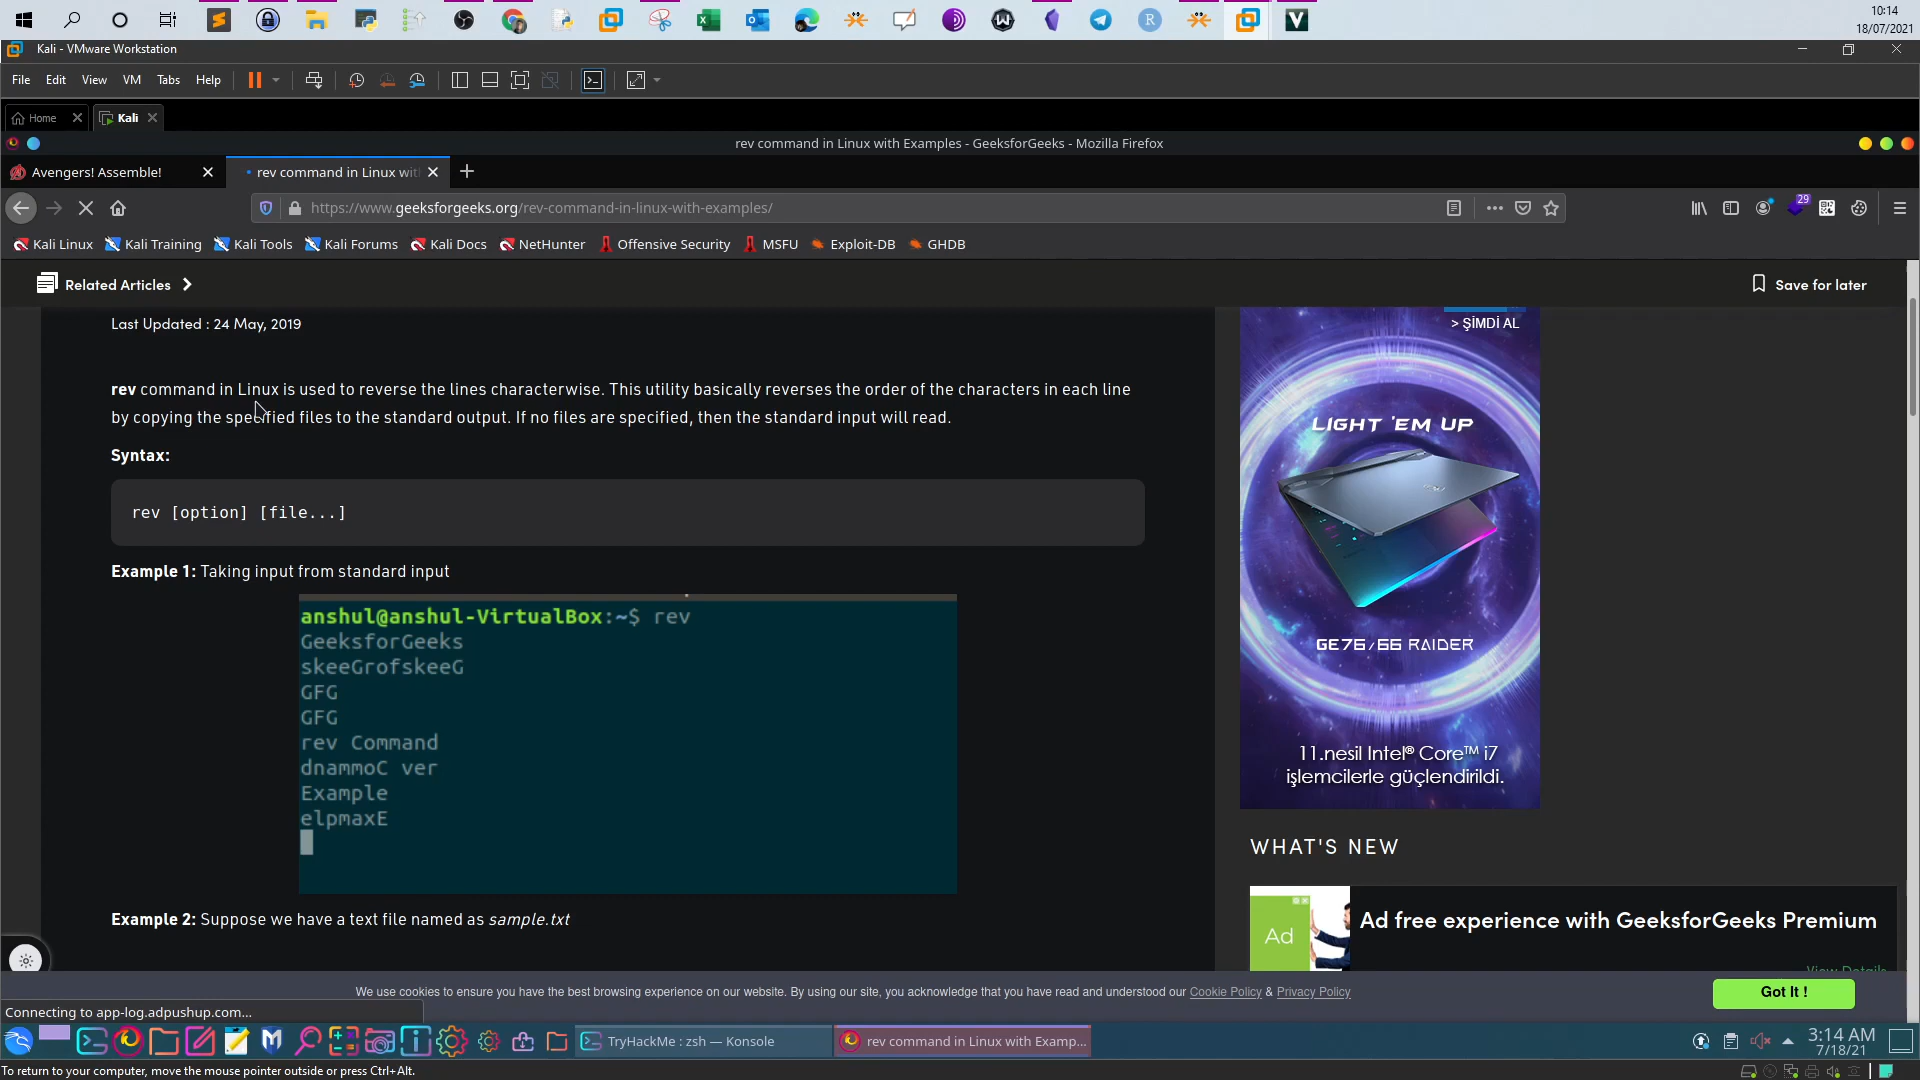 10:14
18/07/2021
Kali - VMware Workstation
File Edit View VM Tabs Help
Home Kali
rev command in Linux with Examples - GeeksforGeeks - Mozilla Firefox
Avengers! Assemble! rev command in Linux wit
https://www.geeksforgeeks.org/rev-command-in-linux-with-examples/
29
Kali Linux Kali Training Kali Tools Kali Forums Kali Docs NetHunter Offensive Security MSFU Exploit-DB GHDB
Related Articles Save for later
Last Updated : 24 May, 2019
rev command in Linux is used to reverse the lines characterwise. This utility basically reverses the order of the characters in each line
by copying the specified files to the standard output. If no files are specified, then the standard input will read.
Syntax:
rev [option] [file...]
Example 1: Taking input from standard input
anshul@anshul-VirtualBox:~$ rev
GeeksforGeeks
skeeGrofskeeG
GFG
GFG
rev Command
dnammoC ver
Example
elpmaxE
Example 2: Suppose we have a text file named as sample.txt
> ŞİMDİ AL
LIGHT 'EM UP
GE76/66 RAIDER
11.nesil Intel® Core™ i7
işlemcilerle güçlendirildi.
WHAT'S NEW
Ad
Ad free experience with GeeksforGeeks Premium
View Details
We use cookies to ensure you have the best browsing experience on our website. By using our site, you acknowledge that you have read and understood our Cookie Policy & Privacy Policy
Got It !
Connecting to app-log.adpushup.com...
TryHackMe : zsh — Konsole
rev command in Linux with Examp...
3:14 AM
7/18/21
To return to your computer, move the mouse pointer outside or press Ctrl+Alt.